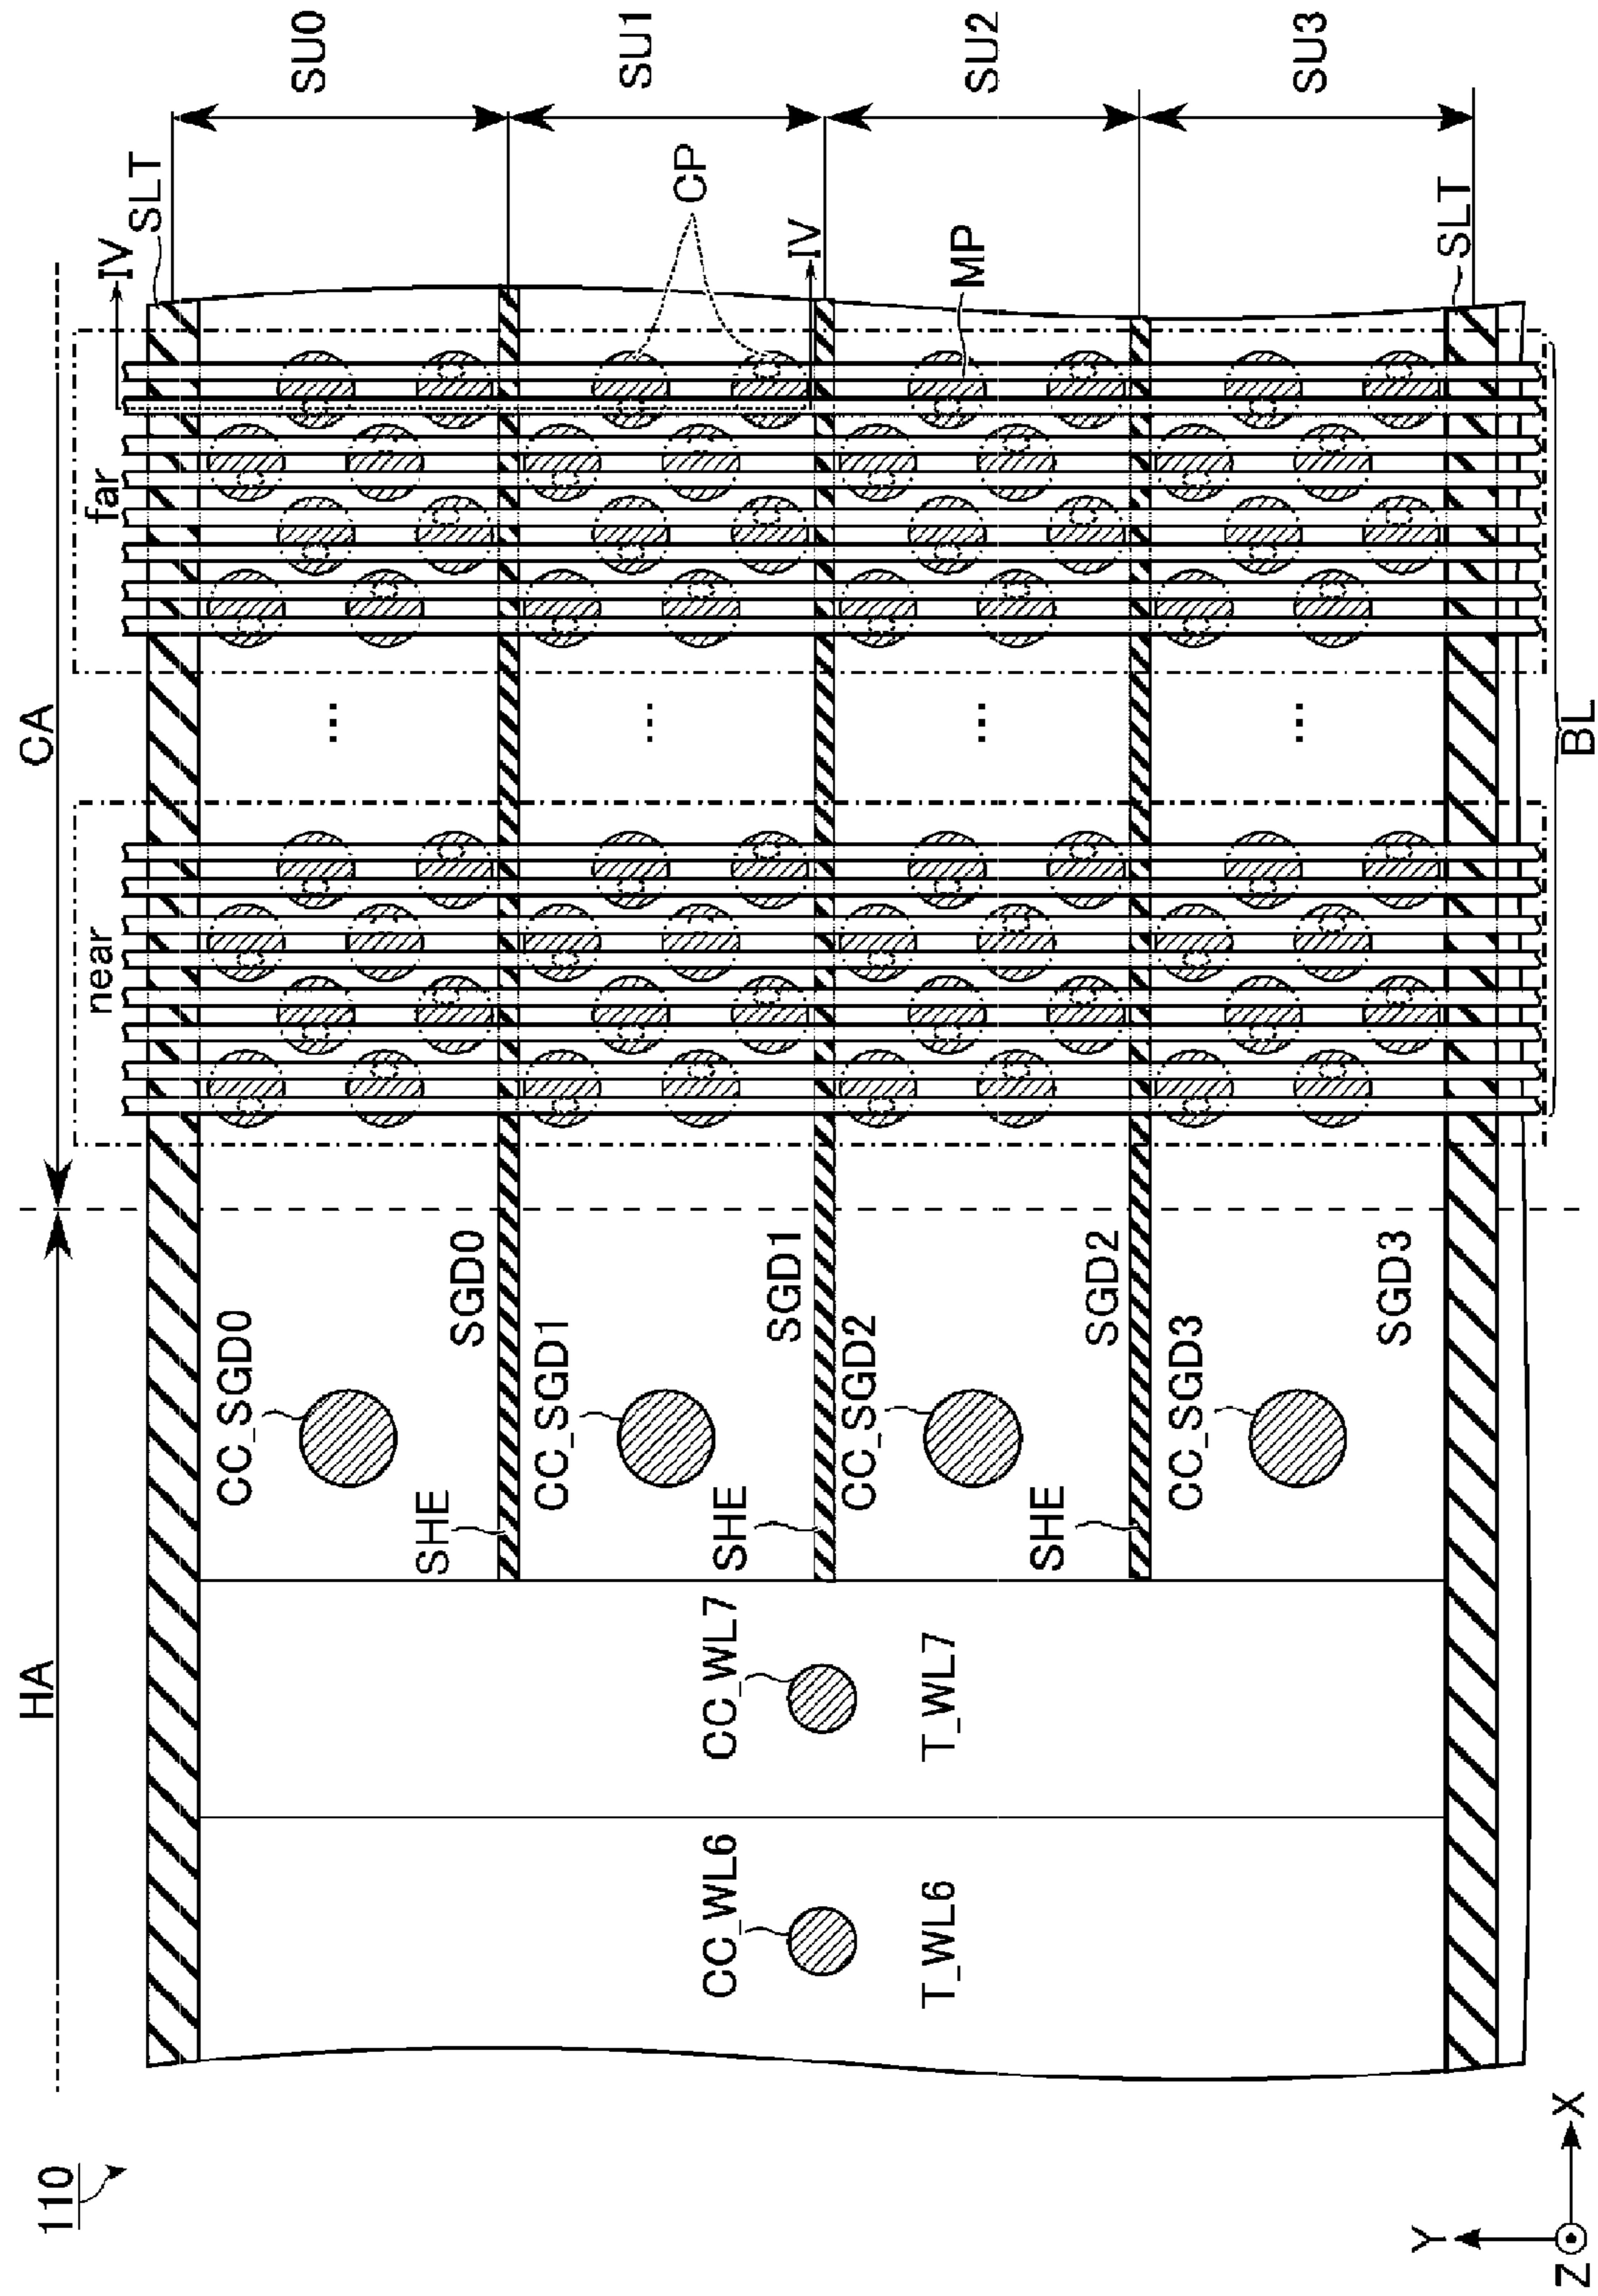 110
HA
CA
near
far
IV
SLT
SU0
SU1
SU2
SU3
CC_SGD0
SGD0
SHE
CC_SGD1
SGD1
SHE
CC_SGD2
SGD2
SHE
CC_SGD3
SGD3
CC_WL6
T_WL6
CC_WL7
T_WL7
CP
IV
MP
SLT
BL
Y
Z
X